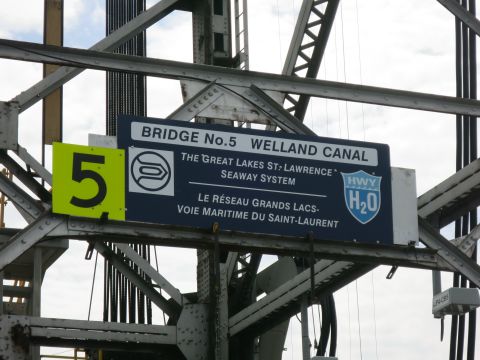 BRIDGE No.5 WELLAND CANAL
5
THE "GREAT LAKES ST.-LAWRENCE"
SEAWAY SYSTEM
LE RÉSEAU GRANDS LACS-
VOIE MARITIME DU SAINT-LAURENT
HWY
H2O